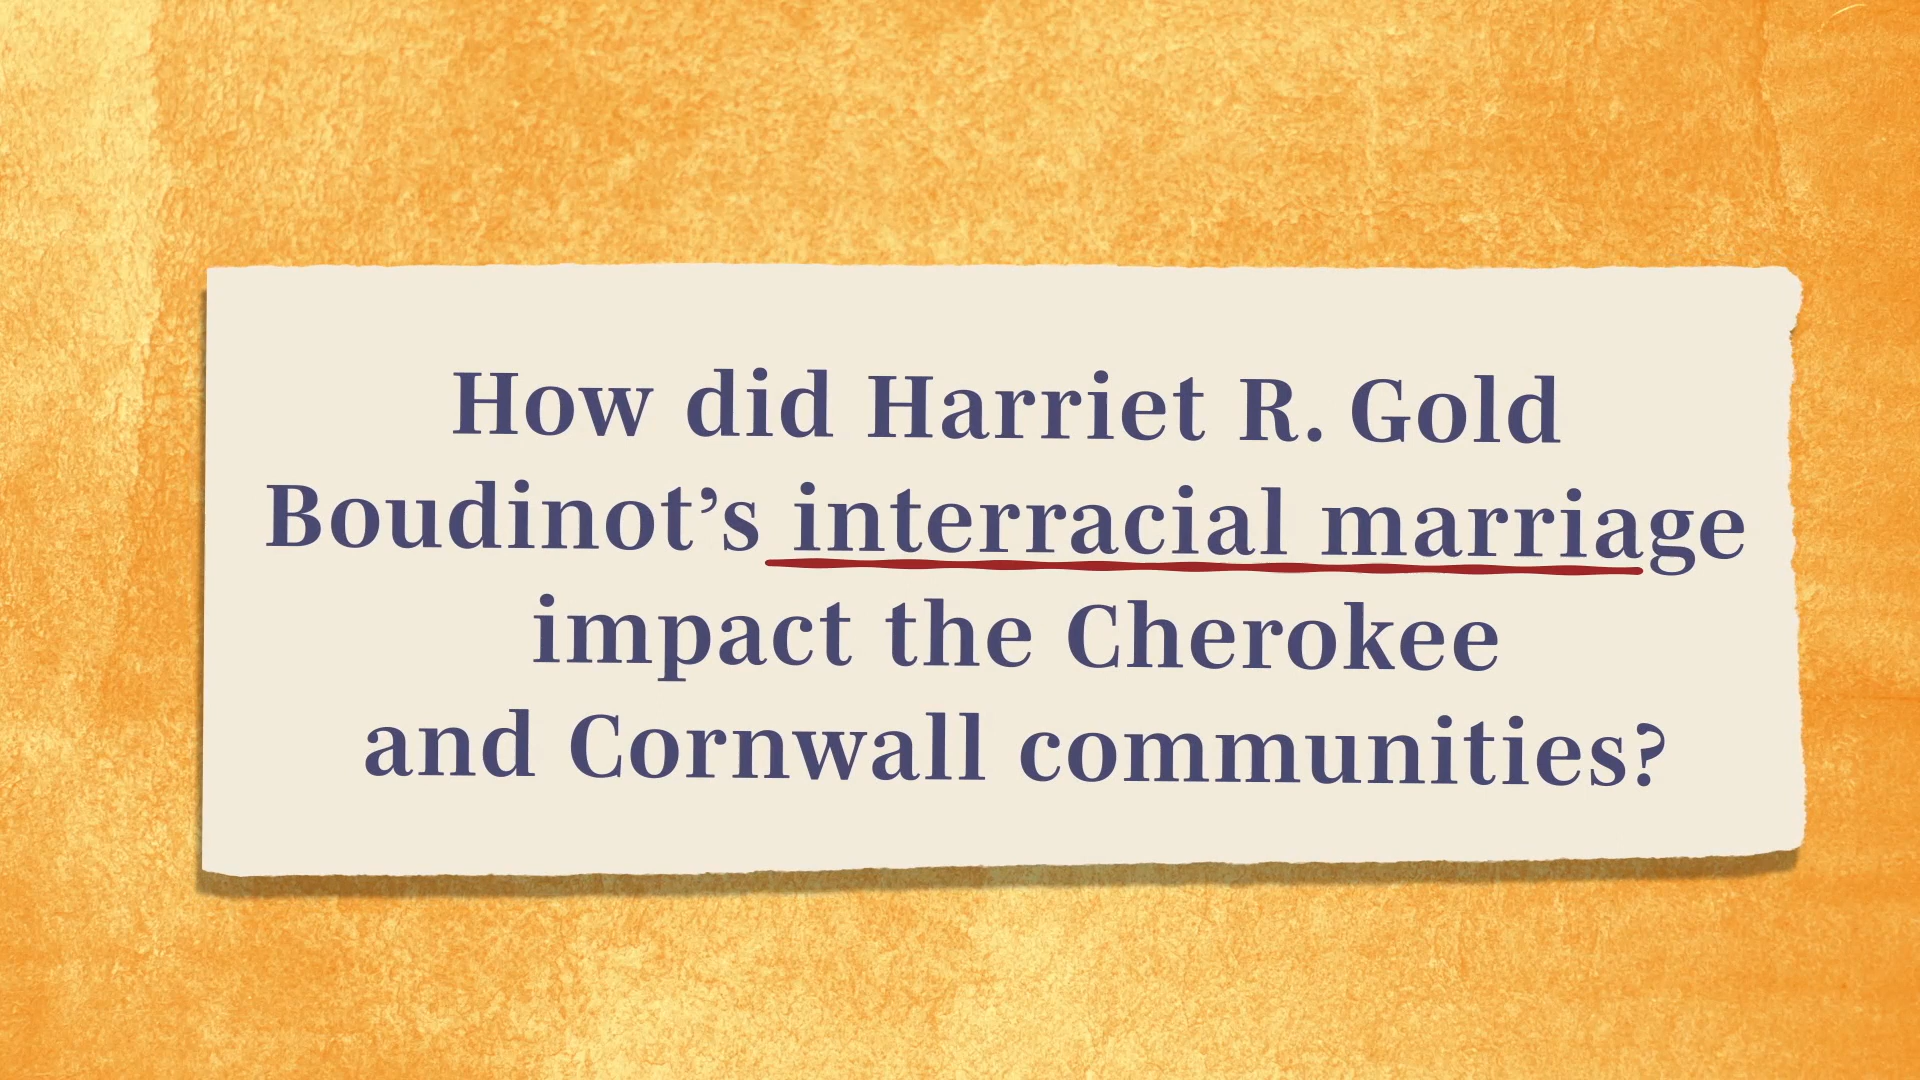 How did Harriet R. Gold
Boudinot’s interracial marriage
impact the Cherokee
and Cornwall communities?